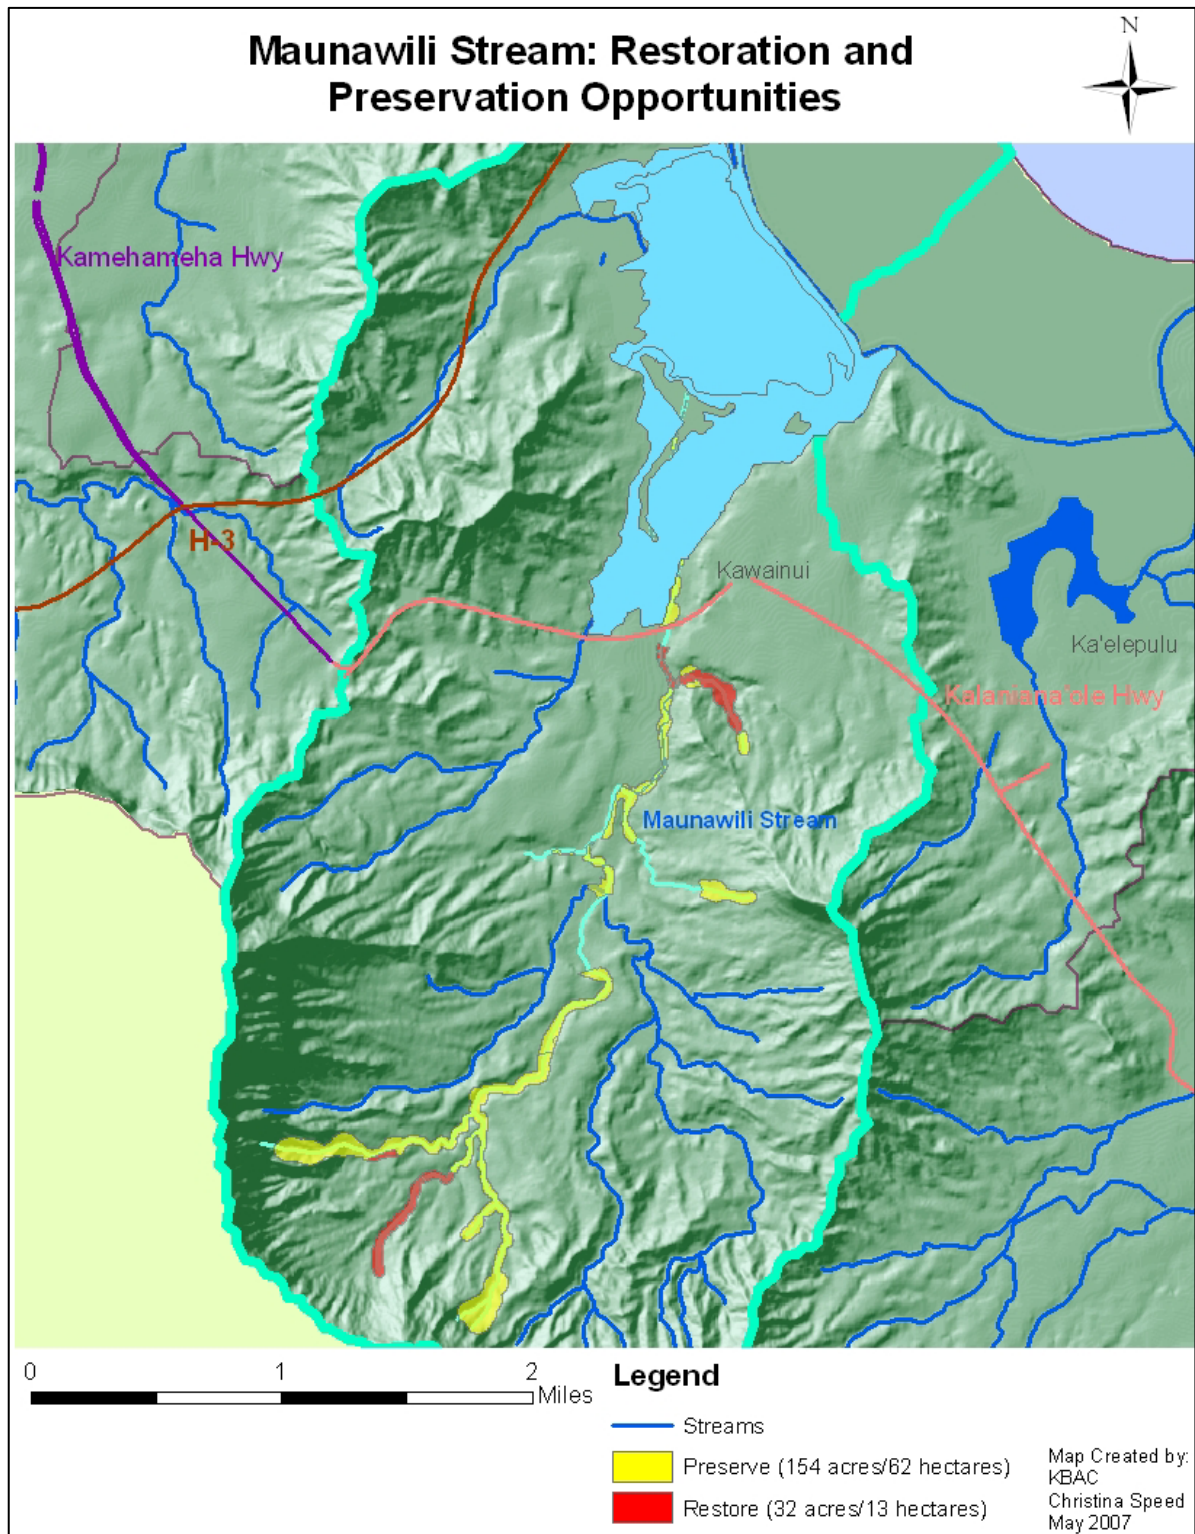 N
Maunawili Stream: Restoration and
Preservation Opportunities
Kamehameha Hwy
H-3
Kawainui
Ka'elepulu
Kalaniana'ole Hwy
Maunawili Stream
0 1 2
Miles
Legend
Streams
Preserve (154 acres/62 hectares)
Restore (32 acres/13 hectares)
Map Created by:
KBAC
Christina Speed
May 2007